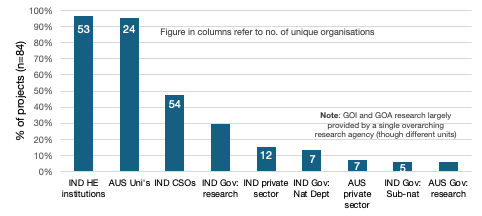 % of projects (n=84)
100%
90%
80%
70%
60%
50%
40%
30%
20%
10%
0%
Figure in columns refer to no. of unique organisations
Note: GOI and GOA research largely
provided by a single overarching
research agency (though different units)
53
24
54
12
7
7
5
IND HE
institutions
AUS Uni's
IND CSOs
IND Gov:
research
IND private
sector
IND Gov:
Nat Dept
AUS
private
sector
IND Gov:
Sub-nat
AUS Gov:
research